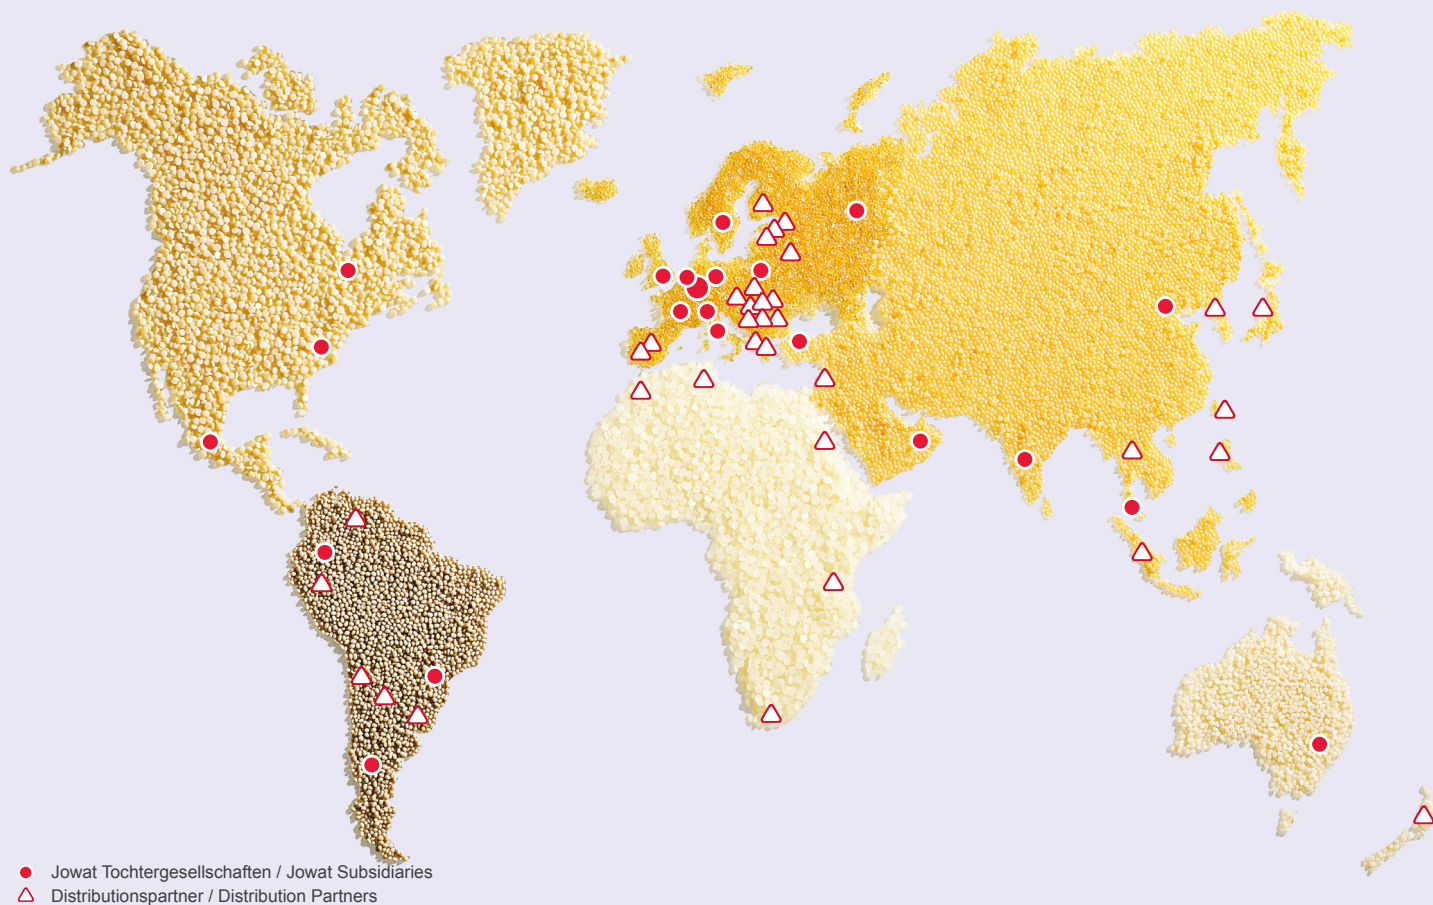 Jowat Tochtergesellschaften / Jowat Subsidiaries
Distributionspartner / Distribution Partners